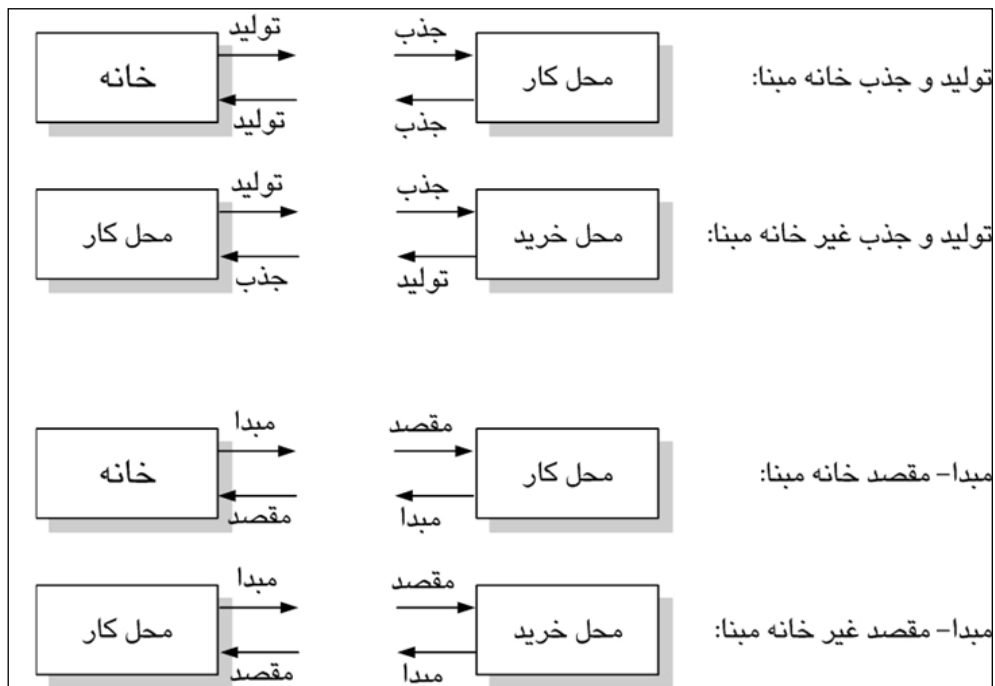 تولید و جذب خانه مبنا:
محل کار
جذب
جذب
تولید
تولید
خانه
تولید و جذب غیر خانه مبنا:
محل خرید
جذب
تولید
تولید
جذب
محل کار
مبدا- مقصد خانه مبنا:
محل کار
مقصد
مبدا
مبدا
مقصد
خانه
مبدا- مقصد غیر خانه مبنا:
محل خرید
مقصد
مبدا
مبدا
مقصد
محل کار